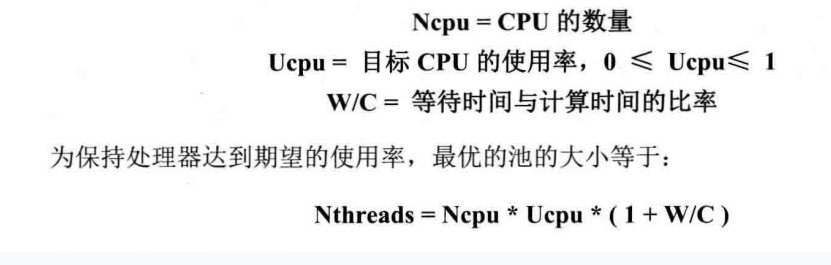 Ncpu = CPU 的数量
Ucpu = 目标 CPU 的使用率，0 ≤ Ucpu≤ 1
W/C = 等待时间与计算时间的比率
为保持处理器达到期望的使用率，最优的池的大小等于：
Nthreads = Ncpu * Ucpu * ( 1 + W/C )